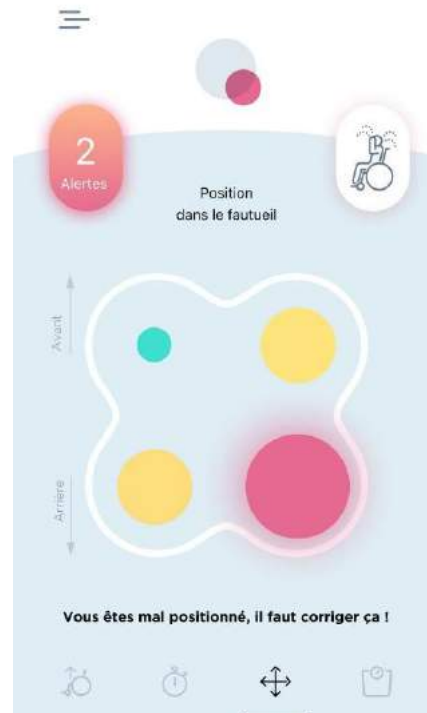 2
Alertes
Position
dans le fautueil
Avant
Arrière
Vous êtes mal positionné, il faut corriger ça !